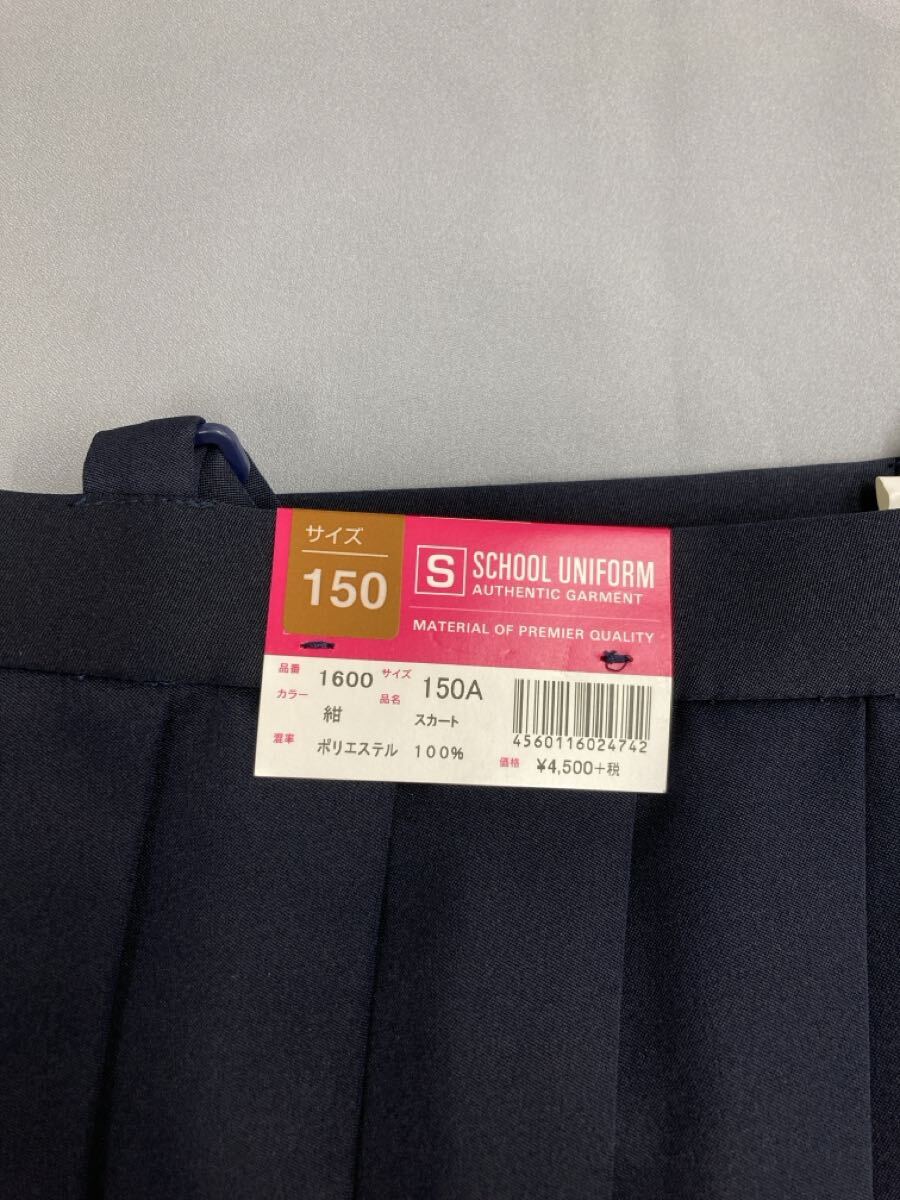 サイズ
150
S SCHOOL UNIFORM
AUTHENTIC GARMENT
MATERIAL OF PREMIER QUALITY
品番 1600 サイズ 150A
カラー 紺 品名 スカート
混率 ポリエステル 100%
4560116024742
価格 ¥4,500+税